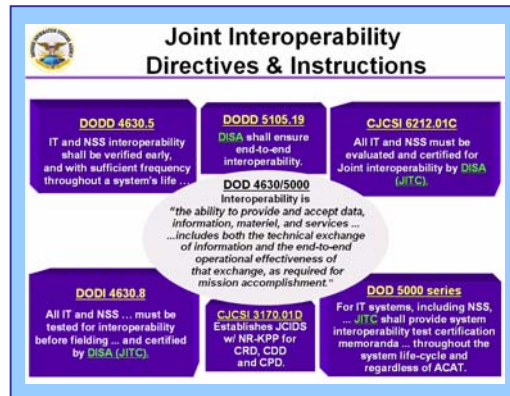 Joint Interoperability
Directives & Instructions
DODD 4630.5
IT and NSS interoperability
shall be verified early,
and with sufficient frequency
throughout a system's life ...
DODD 5105.19
DISA shall ensure
end-to-end
interoperability.
CJCSI 6212.01C
All IT and NSS must be
evaluated and certified for
Joint interoperability by DISA
(JITC).
DOD 4630/5000
Interoperability is
"the ability to provide and accept data,
information, materiel, and services ...
...includes both the technical exchange
of information and the end-to-end
operational effectiveness of
that exchange, as required for
mission accomplishment."
DODI 4630.8
All IT and NSS ... must be
tested for interoperability
before fielding ... and certified
by DISA (JITC).
CJCSI 3170.01D
Establishes JCIDS
w/ NR-KPP for
CRD, CDD
and CPD.
DOD 5000 series
For IT systems, including NSS,
... JITC shall provide system
interoperability test certification
memoranda ... throughout the
system life-cycle and
regardless of ACAT.